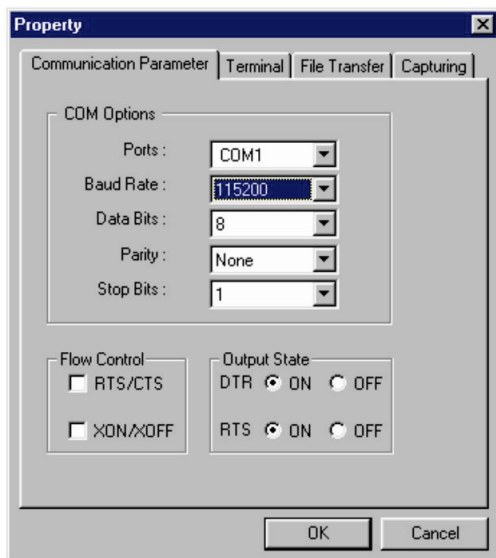 Property
Communication Parameter Terminal File Transfer Capturing
COM Options
Ports : COM1
Baud Rate : 115200
Data Bits : 8
Parity : None
Stop Bits : 1
Flow Control
RTS/CTS
XON/XOFF
Output State
DTR ON OFF
RTS ON OFF
OK Cancel